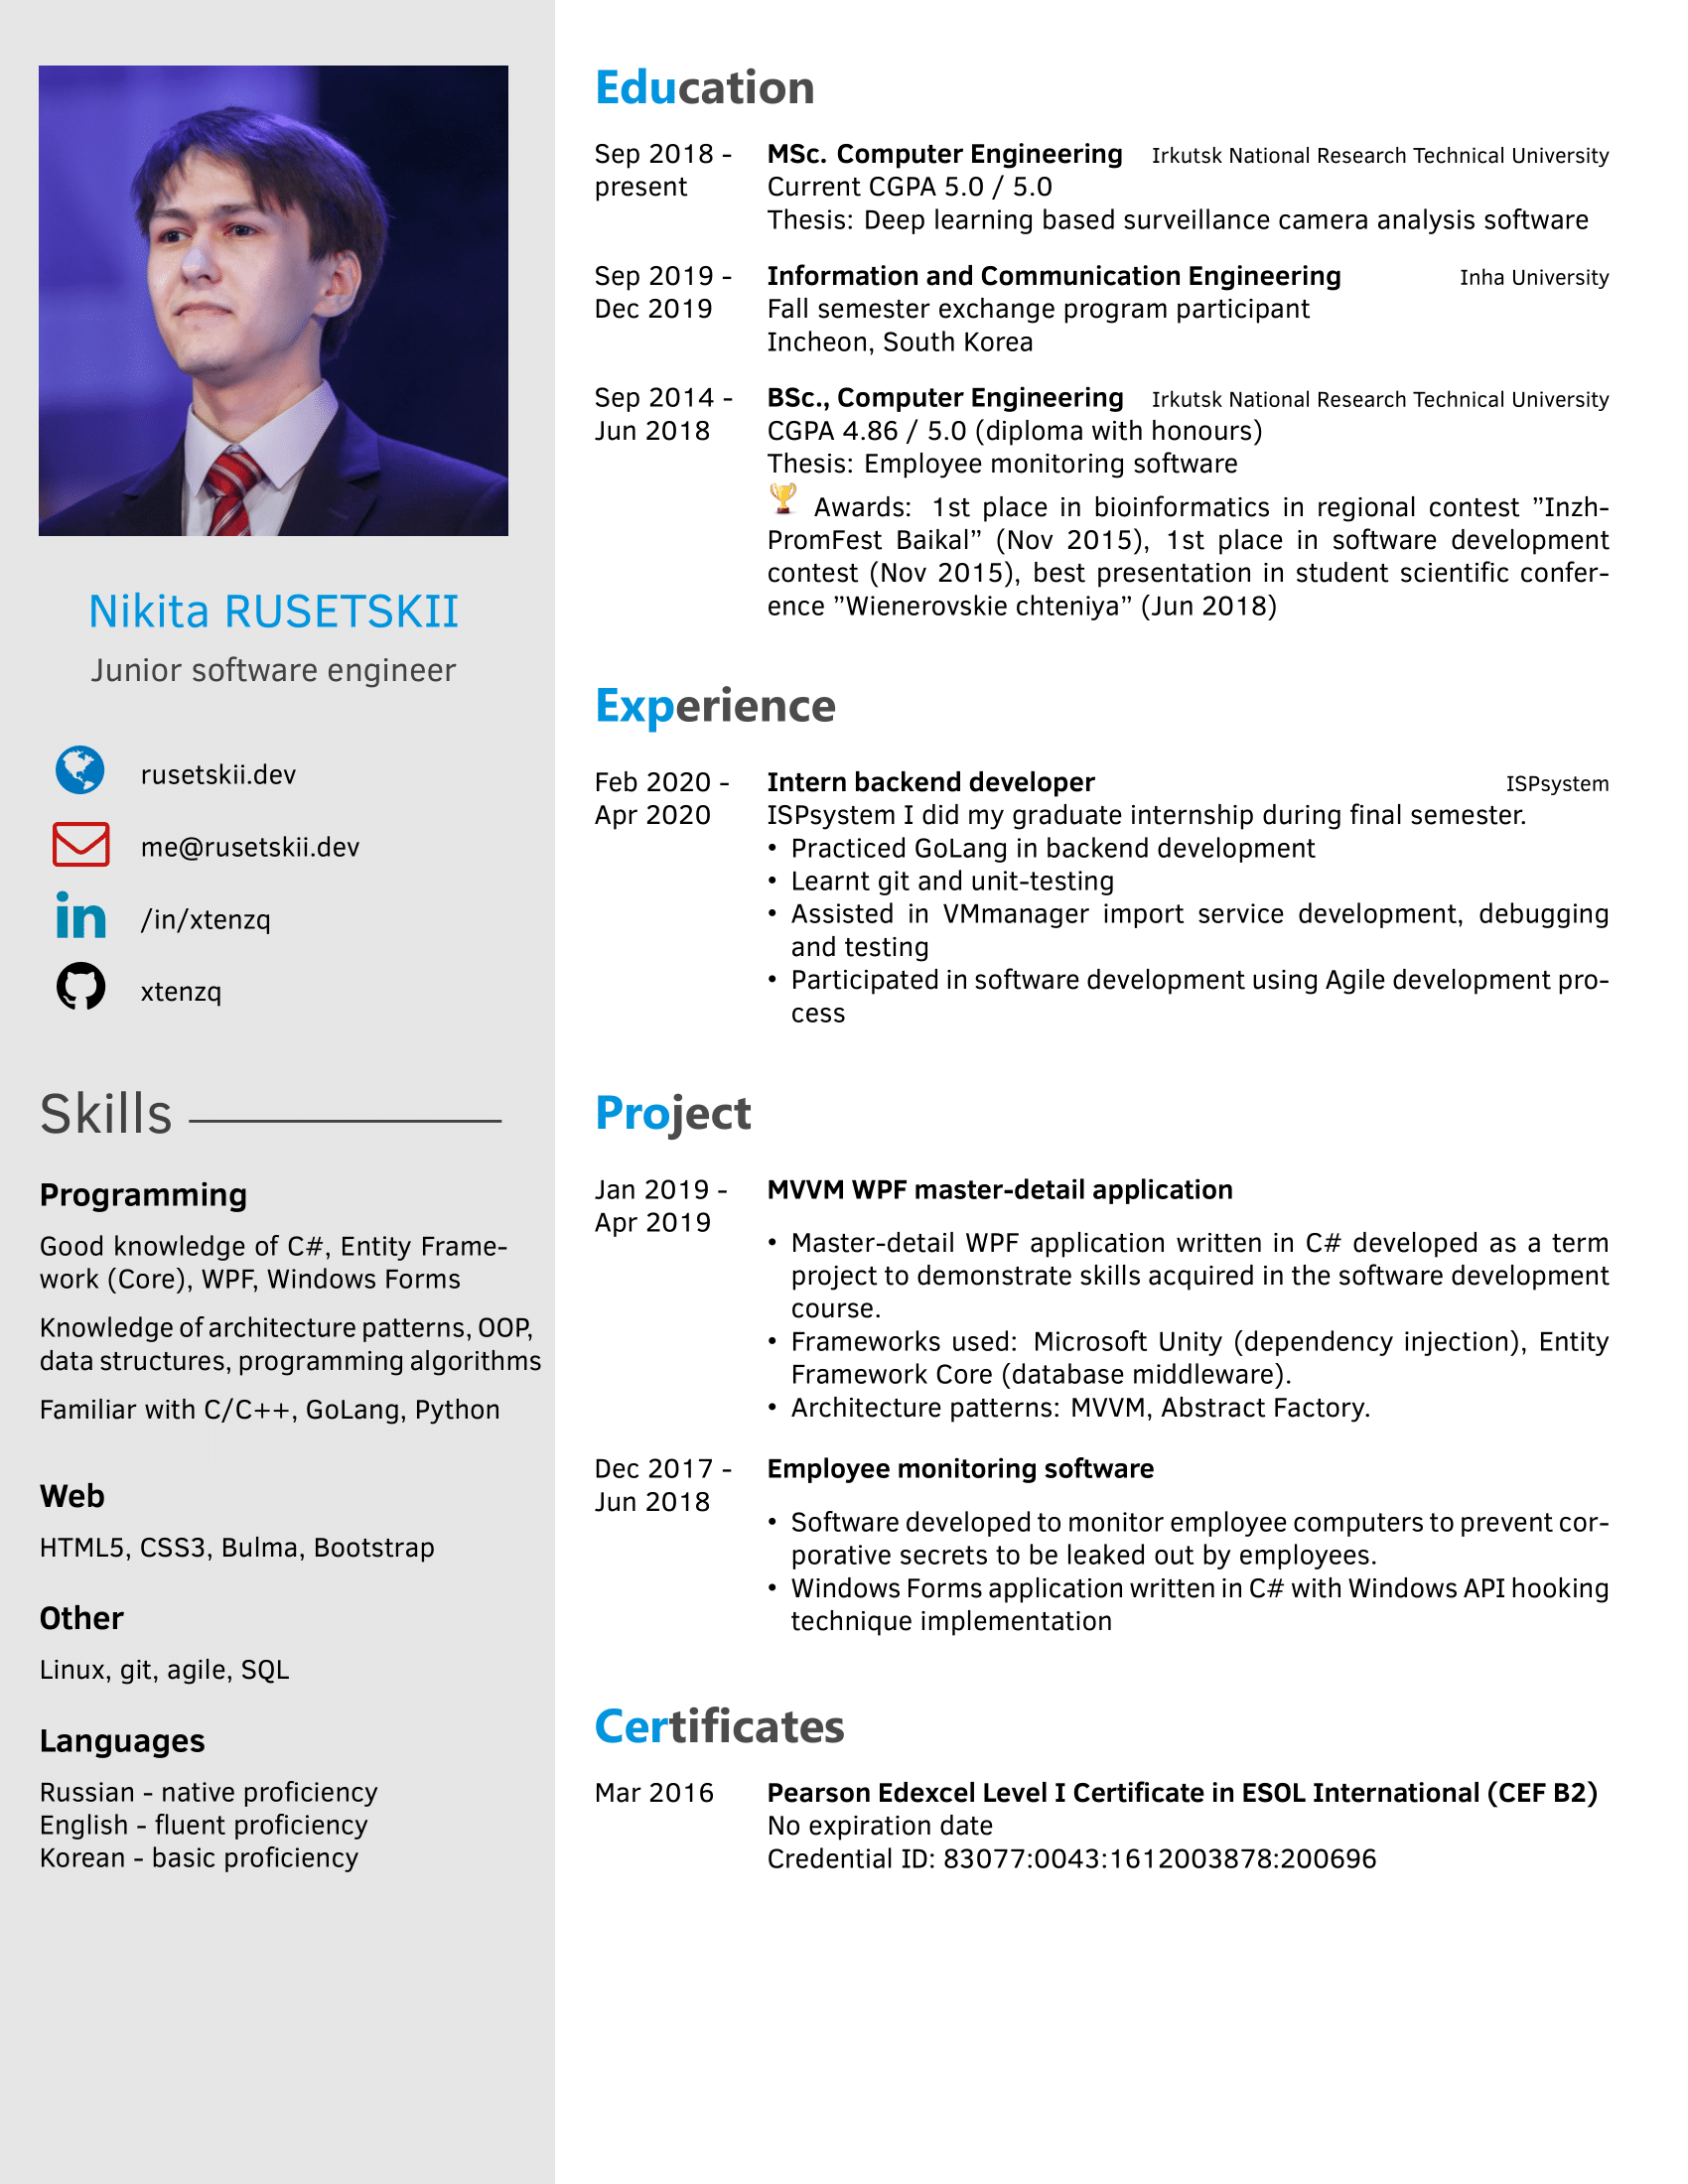 Nikita RUSETSKII
Junior software engineer
rusetskii.dev
me@rusetskii.dev
in /in/xtenzq
xtenzq
Skills
Programming
Good knowledge of C#, Entity Frame-
work (Core), WPF, Windows Forms
Knowledge of architecture patterns, OOP,
data structures, programming algorithms
Familiar with C/C++, GoLang, Python
Web
HTML5, CSS3, Bulma, Bootstrap
Other
Linux, git, agile, SQL
Languages
Russian - native proficiency
English - fluent proficiency
Korean - basic proficiency
Education
Sep 2018 - MSc. Computer Engineering Irkutsk National Research Technical University
present Current CGPA 5.0 / 5.0
Thesis: Deep learning based surveillance camera analysis software
Sep 2019 - Information and Communication Engineering Inha University
Dec 2019 Fall semester exchange program participant
Incheon, South Korea
Sep 2014 - BSc., Computer Engineering Irkutsk National Research Technical University
Jun 2018 CGPA 4.86 / 5.0 (diploma with honours)
Thesis: Employee monitoring software
Awards: 1st place in bioinformatics in regional contest ”Inzh-
PromFest Baikal” (Nov 2015), 1st place in software development
contest (Nov 2015), best presentation in student scientific confer-
ence ”Wienerovskie chteniya” (Jun 2018)
Experience
Feb 2020 - Intern backend developer ISPsystem
Apr 2020 ISPsystem I did my graduate internship during final semester.
• Practiced GoLang in backend development
• Learnt git and unit-testing
• Assisted in VMmanager import service development, debugging
and testing
• Participated in software development using Agile development pro-
cess
Project
Jan 2019 - MVVM WPF master-detail application
Apr 2019
• Master-detail WPF application written in C# developed as a term
project to demonstrate skills acquired in the software development
course.
• Frameworks used: Microsoft Unity (dependency injection), Entity
Framework Core (database middleware).
• Architecture patterns: MVVM, Abstract Factory.
Dec 2017 - Employee monitoring software
Jun 2018
• Software developed to monitor employee computers to prevent cor-
porative secrets to be leaked out by employees.
• Windows Forms application written in C# with Windows API hooking
technique implementation
Certificates
Mar 2016 Pearson Edexcel Level I Certificate in ESOL International (CEF B2)
No expiration date
Credential ID: 83077:0043:1612003878:200696